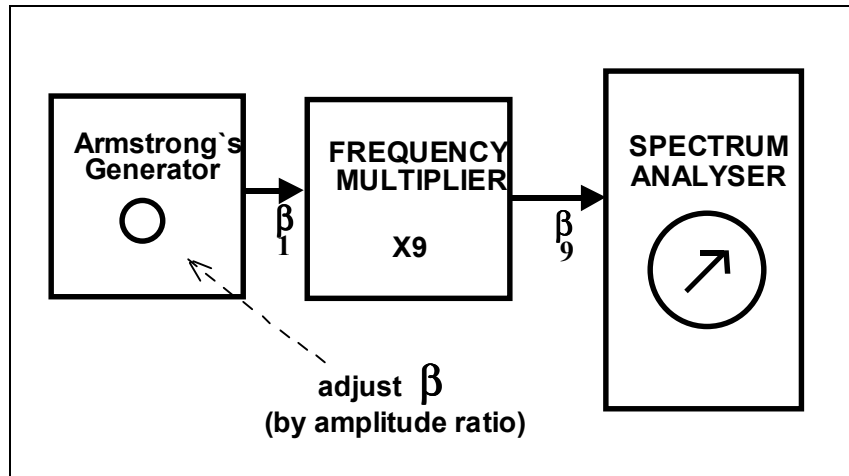 Armstrong`s
Generator
β
1
FREQUENCY
MULTIPLIER
X9
β
9
SPECTRUM
ANALYSER
adjust β
(by amplitude ratio)